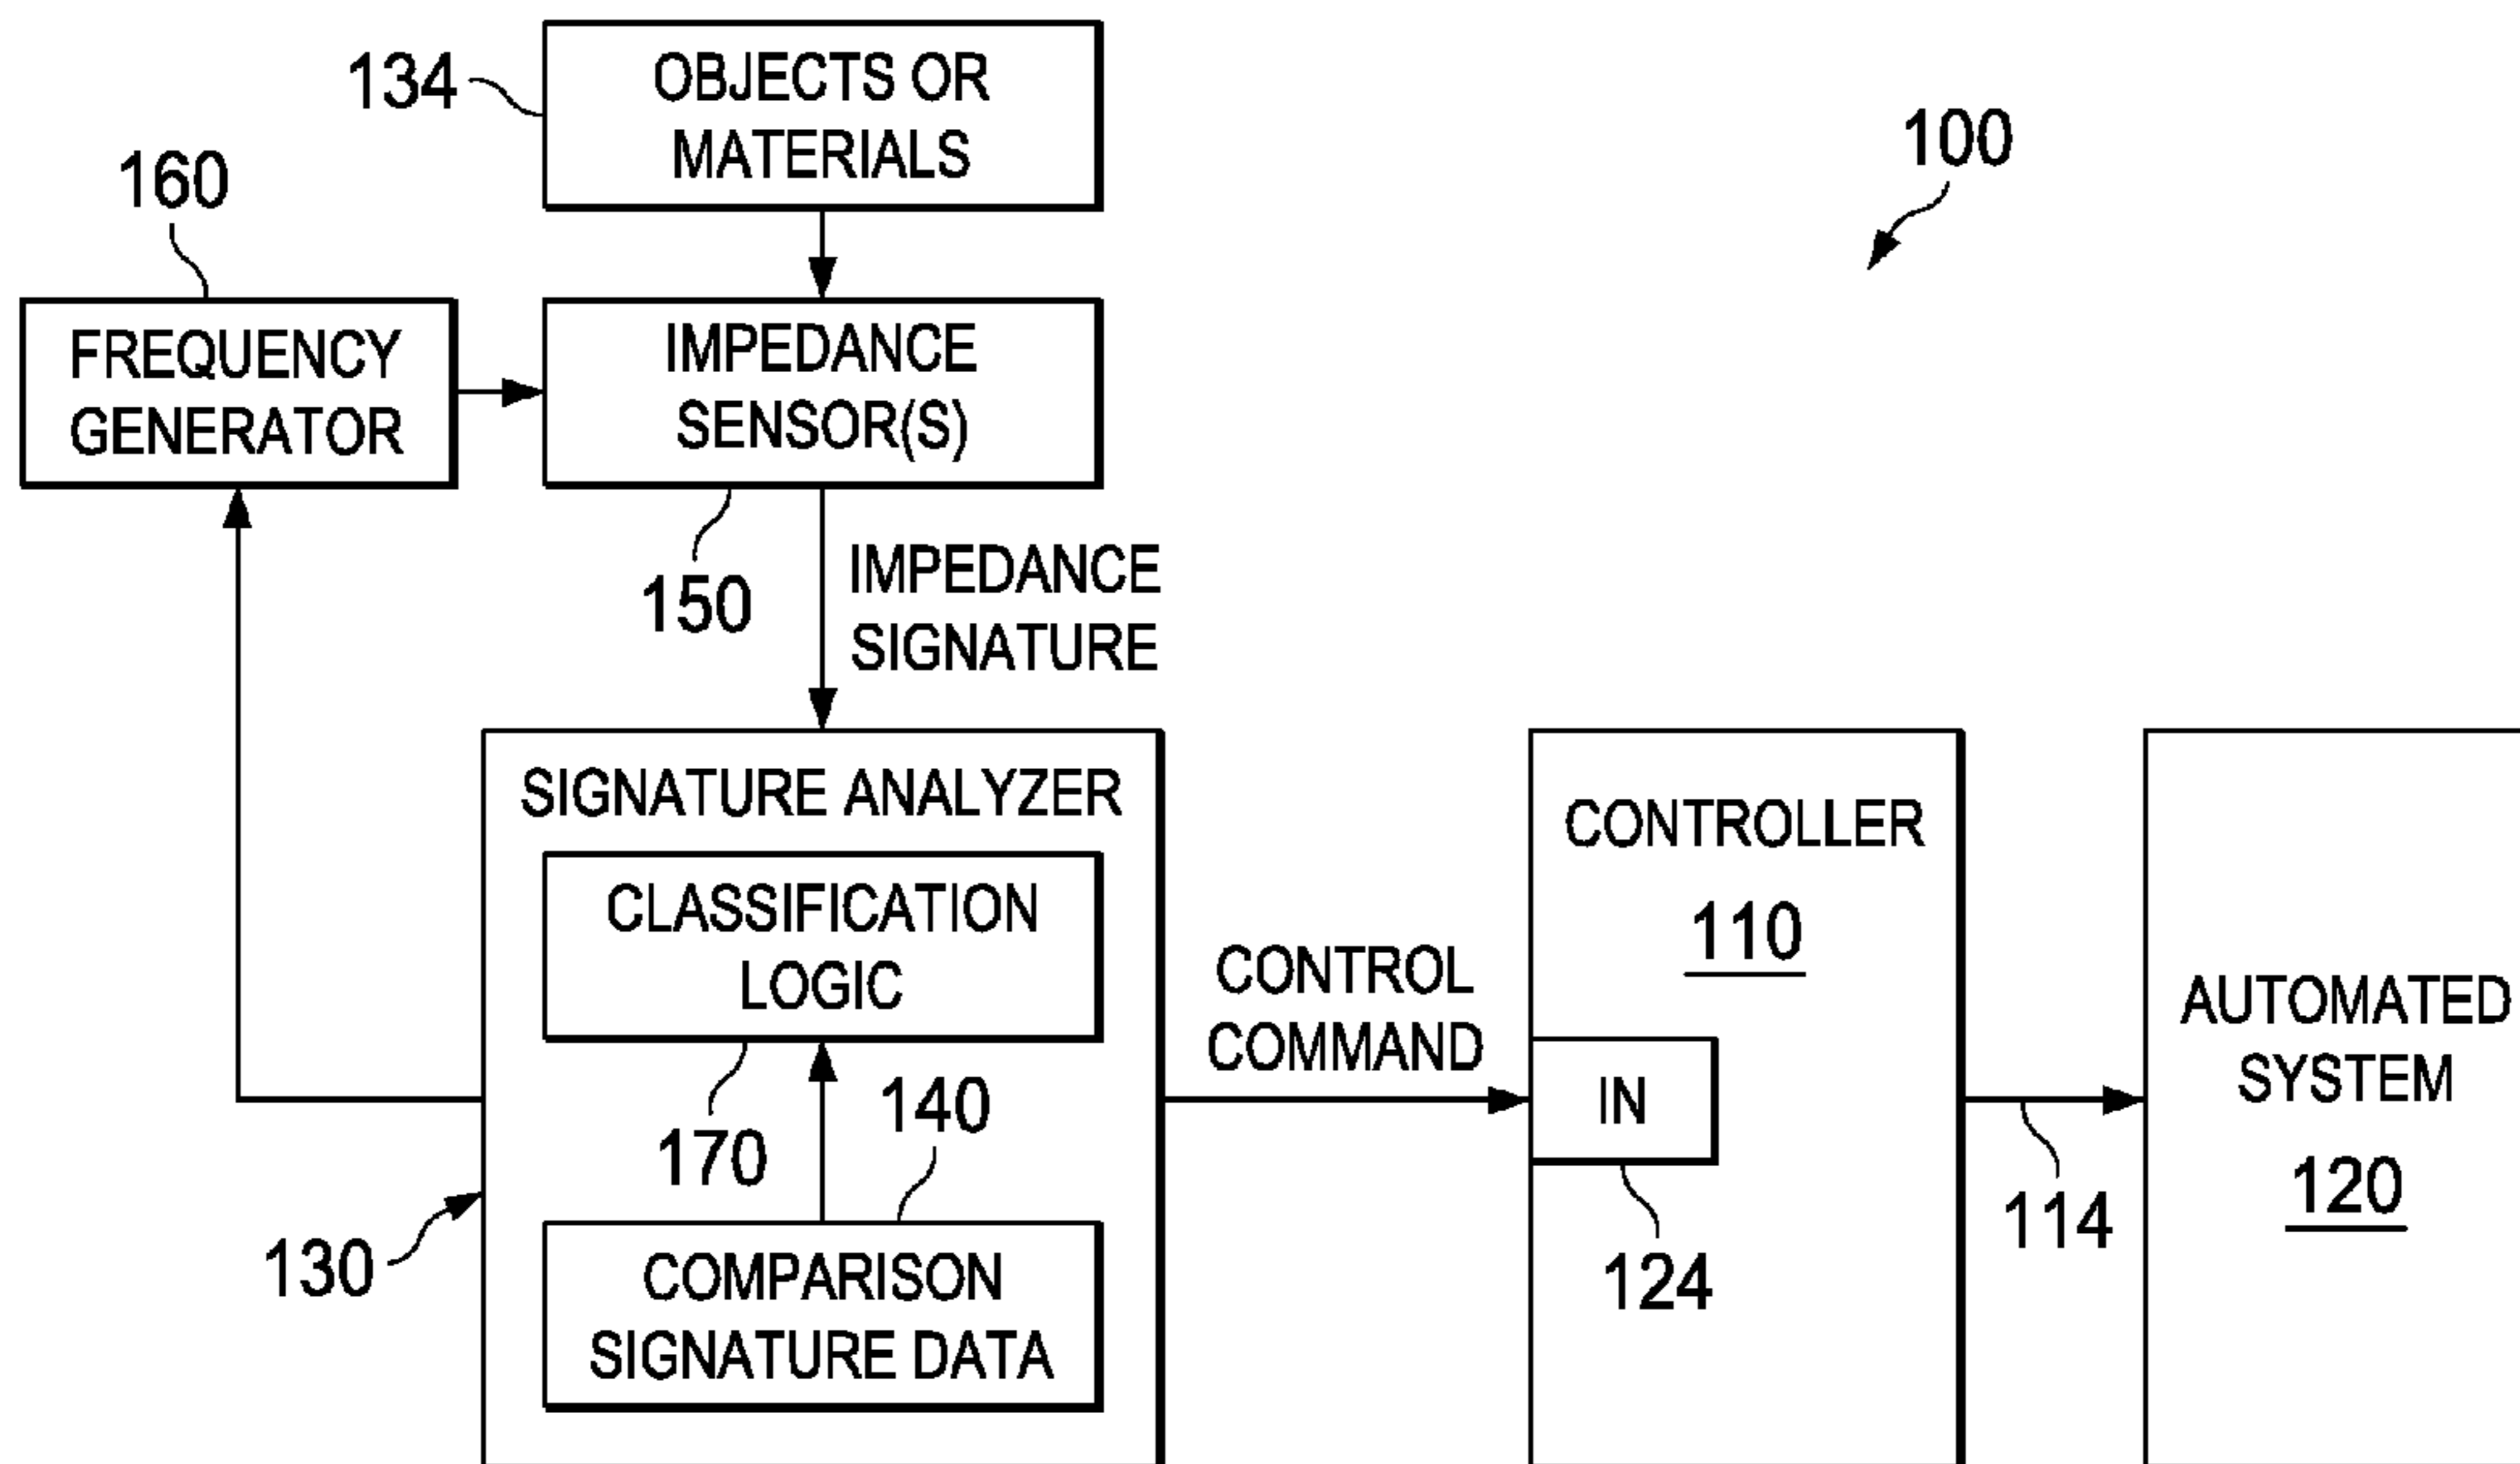 134
OBJECTS OR
MATERIALS
100
160
FREQUENCY
GENERATOR
IMPEDANCE
SENSOR(S)
150
IMPEDANCE
SIGNATURE
SIGNATURE ANALYZER
CLASSIFICATION
LOGIC
170
140
COMPARISON
SIGNATURE DATA
130
CONTROL
COMMAND
CONTROLLER
110
IN
124
114
AUTOMATED
SYSTEM
120